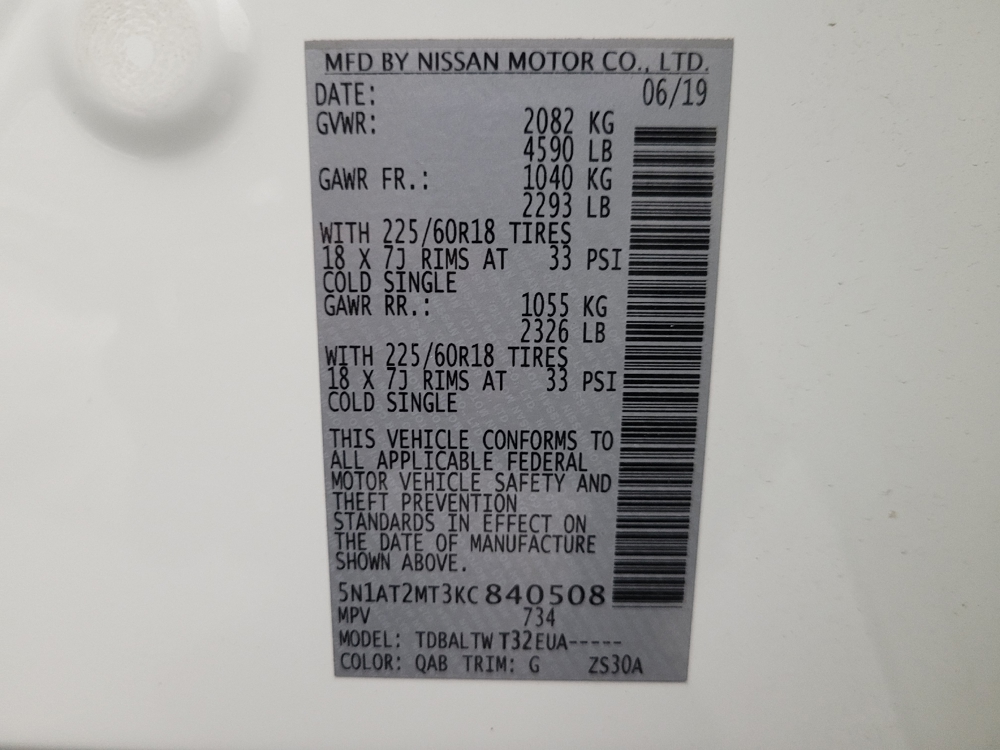 MFD BY NISSAN MOTOR CO., LTD.
DATE: 06/19
GVWR: 2082 KG
4590 LB
GAWR FR.: 1040 KG
2293 LB
WITH 225/60R18 TIRES
18 X 7J RIMS AT 33 PSI
COLD SINGLE
GAWR RR.: 1055 KG
2326 LB
WITH 225/60R18 TIRES
18 X 7J RIMS AT 33 PSI
COLD SINGLE
THIS VEHICLE CONFORMS TO
ALL APPLICABLE FEDERAL
MOTOR VEHICLE SAFETY AND
THEFT PREVENTION
STANDARDS IN EFFECT ON
THE DATE OF MANUFACTURE
SHOWN ABOVE.
5N1AT2MT3KC840508
MPV 734
MODEL: TDBALTW T32EUA-----
COLOR: QAB TRIM: G ZS30A